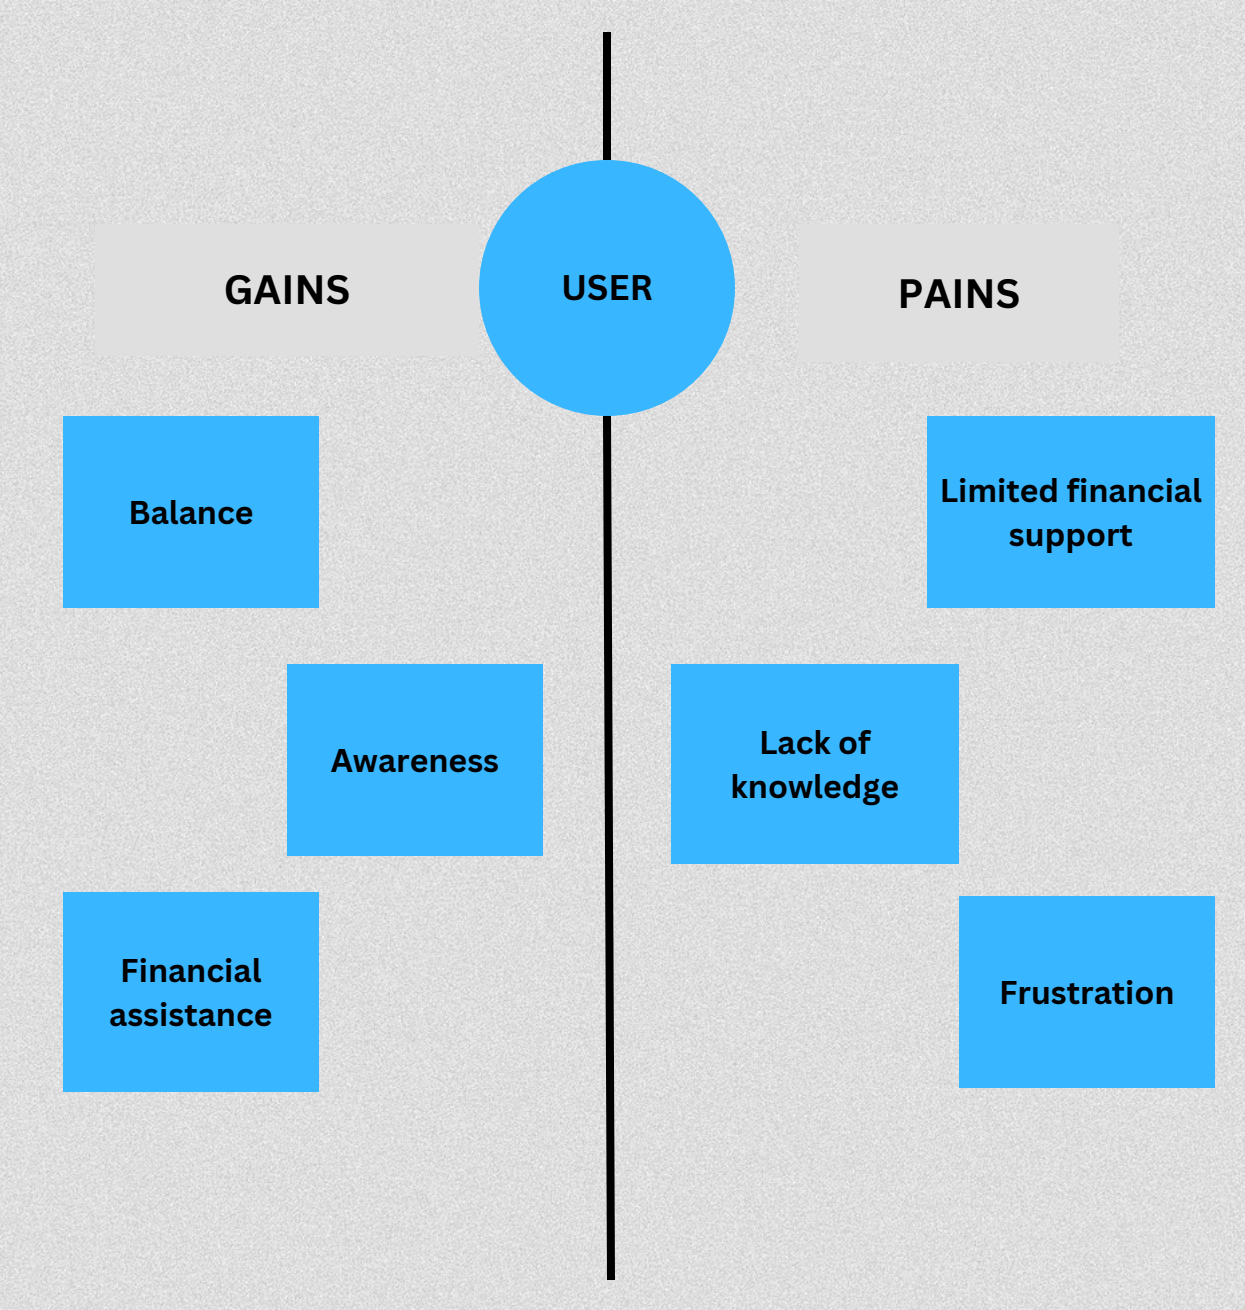 GAINS
USER
PAINS
Balance
Limited financial
support
Awareness
Lack of
knowledge
Financial
assistance
Frustration